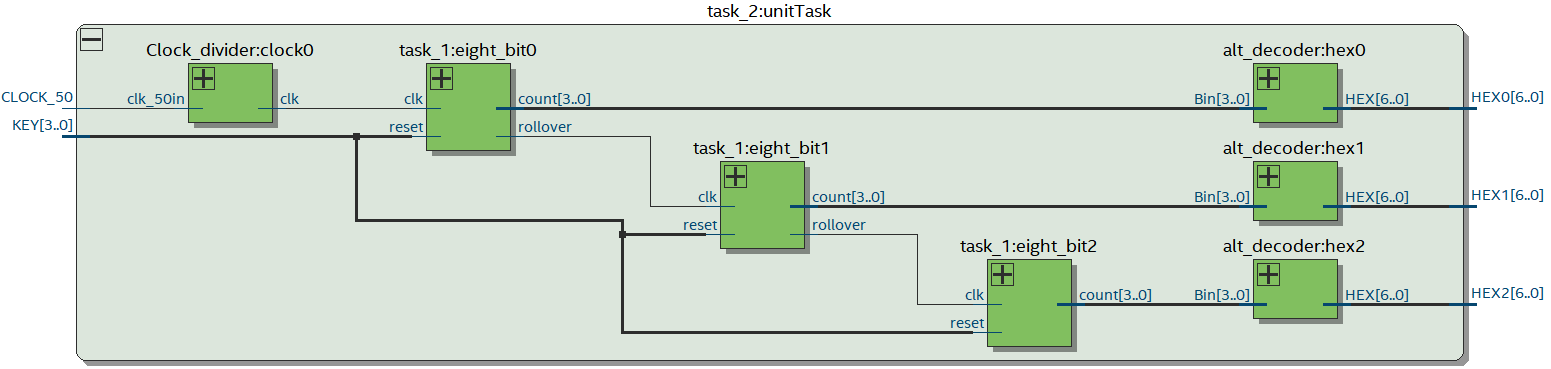 task_2:unitTask
Clock_divider:clock0
task_1:eight_bit0
alt_decoder:hex0
CLOCK_50
clk_50in
clk
clk
count[3..0]
Bin[3..0]
HEX[6..0]
HEX0[6..0]
KEY[3..0]
reset
rollover
task_1:eight_bit1
alt_decoder:hex1
clk
count[3..0]
Bin[3..0]
HEX[6..0]
HEX1[6..0]
reset
rollover
task_1:eight_bit2
alt_decoder:hex2
clk
count[3..0]
Bin[3..0]
HEX[6..0]
HEX2[6..0]
reset